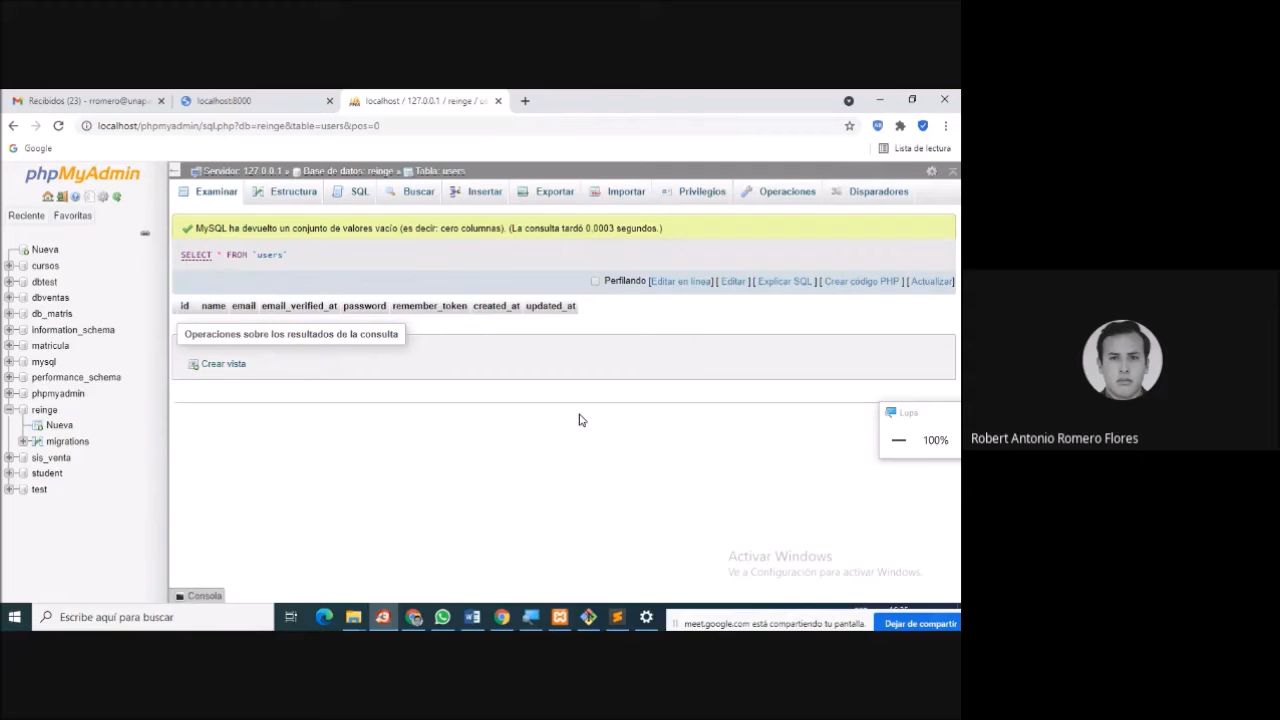 Recibidos (23) - rromero@unap. localhost:8000 localhost / 127.0.0.1 / reinge / us
localhost/phpmyadmin/sql.php?db=reinge&table=users&pos=0
Google Lista de lectura
phpMyAdmin
Servidor: 127.0.0.1 » Base de datos: reinge » Tabla: users
Examinar Estructura SQL Buscar Insertar Exportar Importar Privilegios Operaciones Disparadores
Reciente Favoritas
MySQL ha devuelto un conjunto de valores vacío (es decir: cero columnas). (La consulta tardó 0.0003 segundos.)
SELECT * FROM `users`
Perfilando [Editar en línea] [ Editar ] [ Explicar SQL ] [ Crear código PHP ] [ Actualizar]
id name email email_verified_at password remember_token created_at updated_at
Operaciones sobre los resultados de la consulta
Crear vista
Nueva
cursos
dbtest
dbventas
db_matris
information_schema
matricula
mysql
performance_schema
phpmyadmin
reinge
Nueva
migrations
sis_venta
student
test
Lupa
100%
Robert Antonio Romero Flores
Activar Windows
Ve a Configuración para activar Windows.
Consola
Escribe aquí para buscar
meet.google.com está compartiendo tu pantalla. Dejar de compartir